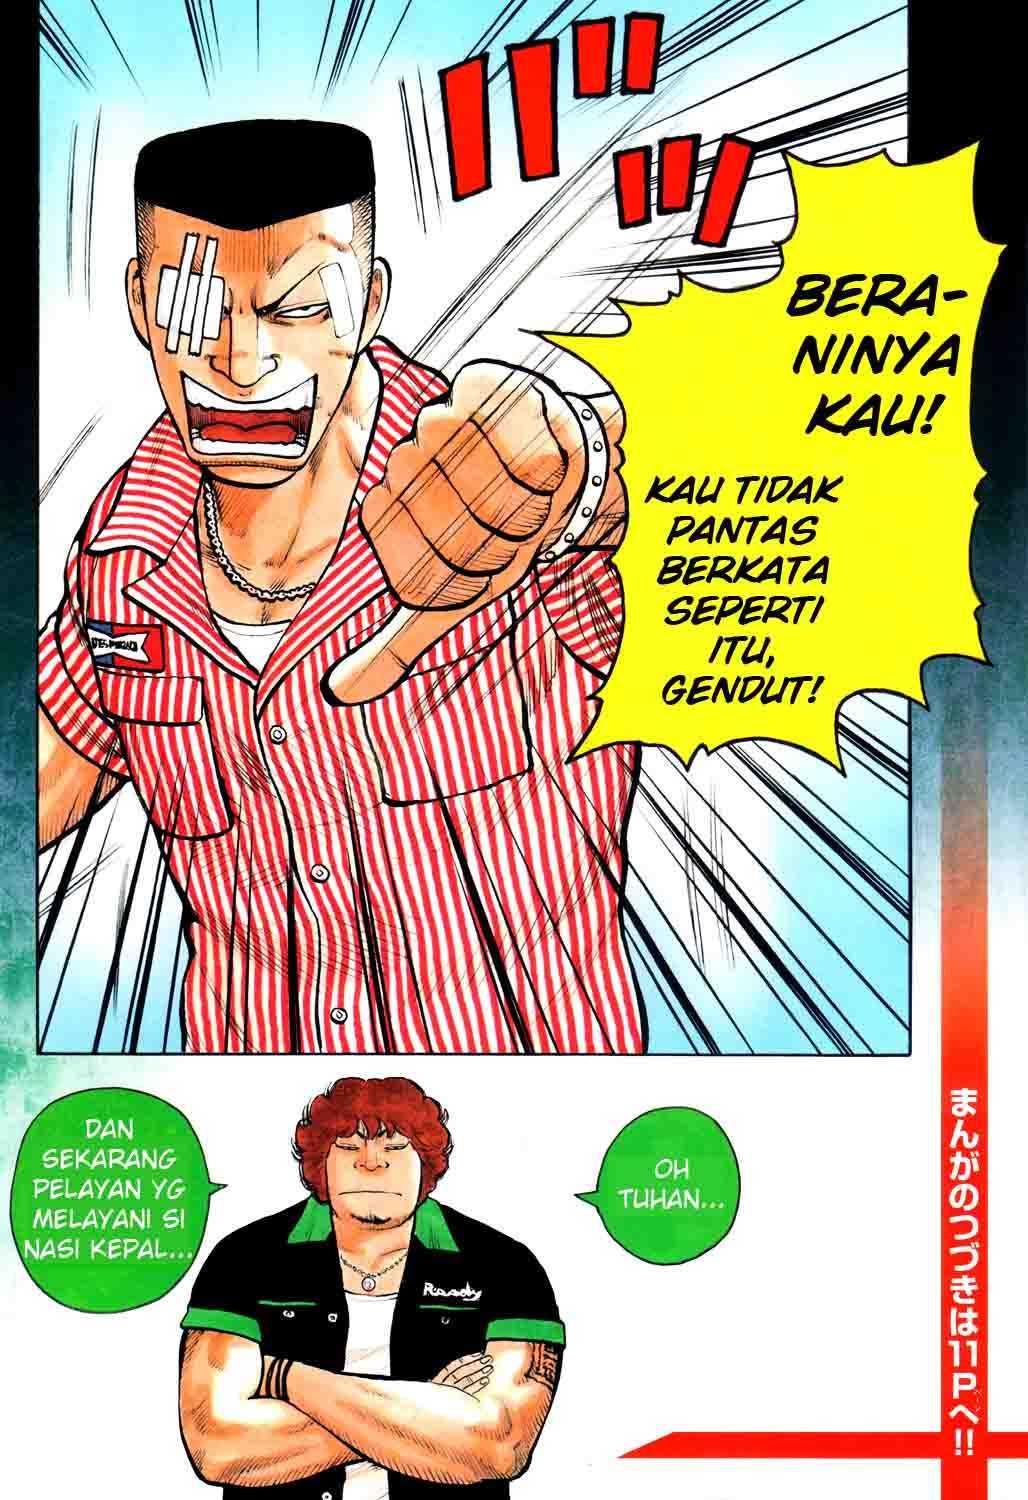 BERA-
NINYA
KAU!
KAU TIDAK
PANTAS
BERKATA
SEPERTI
ITU,
GENDUT!
OH
TUHAN...
DAN
SEKARANG
PELAYAN YG
MELAYANI SI
NASI KEPAL...
Ready
まんがのつづきは11Pへ!!